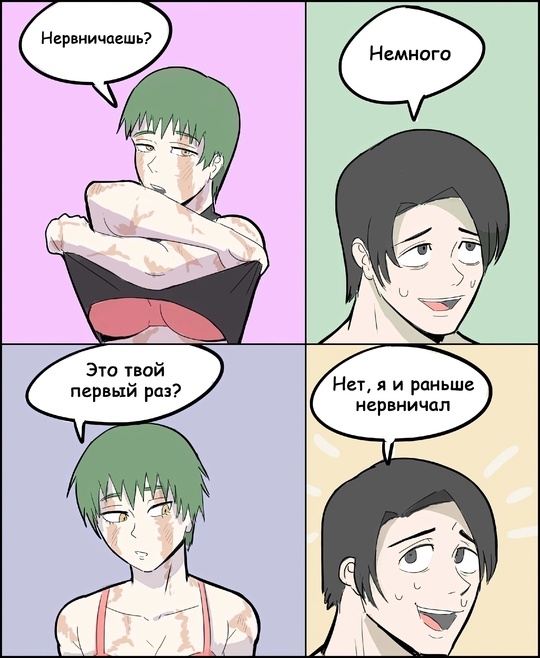 Нервничаешь?
Немного
Это твой
первый раз?
Нет, я и раньше
нервничал